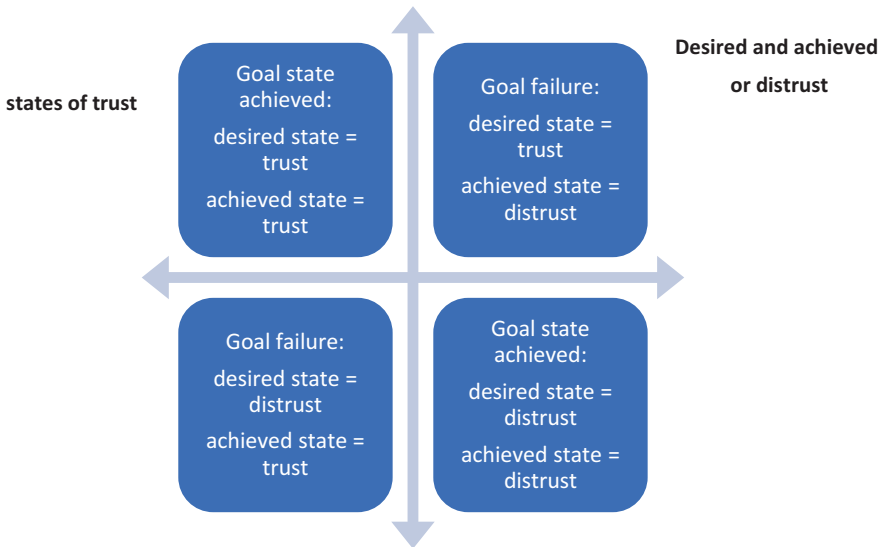 Desired and achieved
states of trust
or distrust
Goal state
achieved:
desired state =
trust
achieved state =
trust
Goal failure:
desired state =
trust
achieved state =
distrust
Goal failure:
desired state =
distrust
achieved state =
trust
Goal state
achieved:
desired state =
distrust
achieved state =
distrust